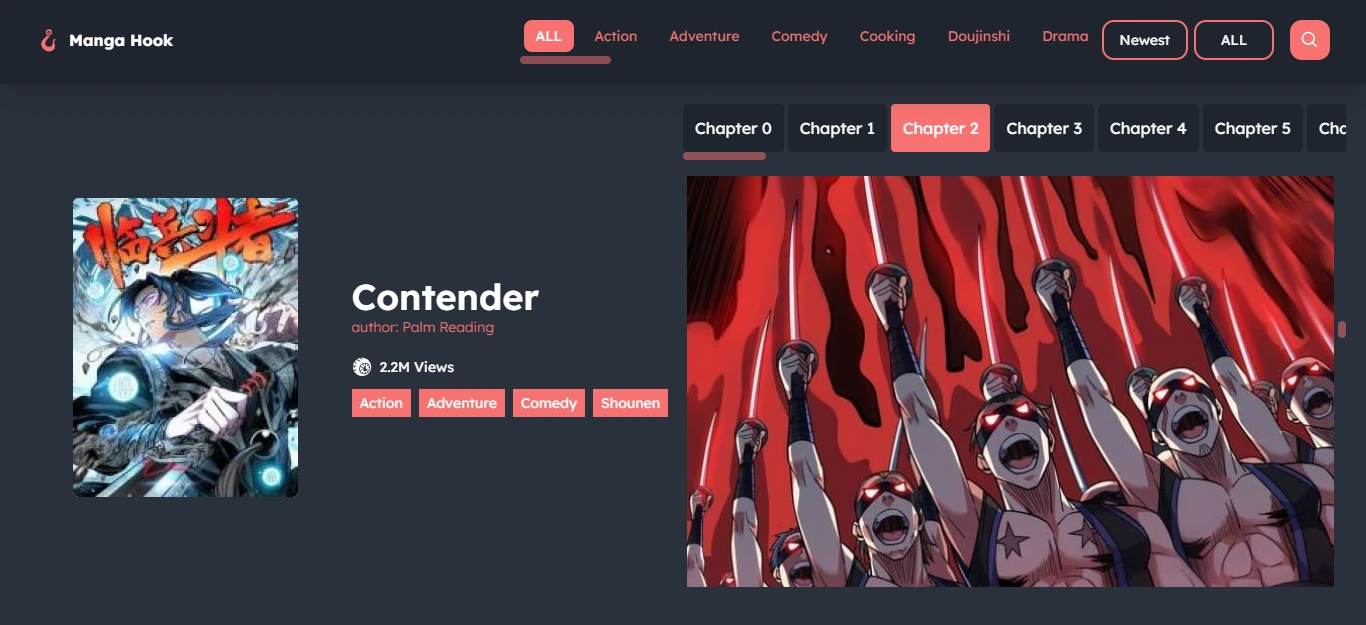 Manga Hook
ALL Action Adventure Comedy Cooking Doujinshi Drama Newest ALL
Chapter 0 Chapter 1 Chapter 2 Chapter 3 Chapter 4 Chapter 5 Cha
临兵斗者
Contender
author: Palm Reading
2.2M Views
Action Adventure Comedy Shounen